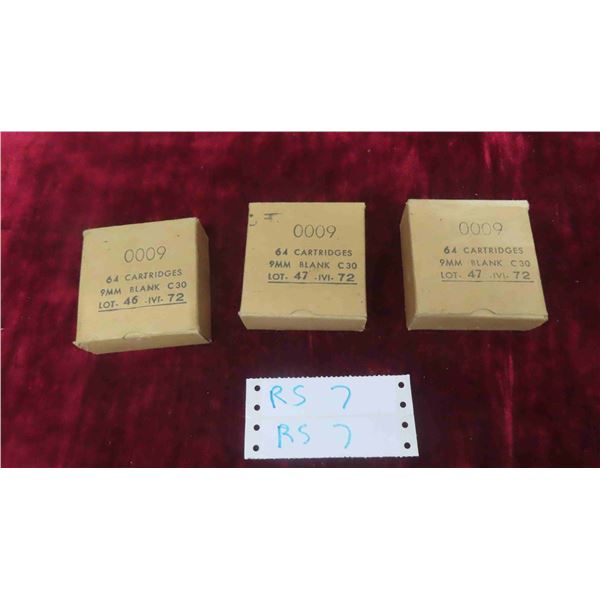 0009
64 CARTRIDGES
9MM BLANK C30
LOT- 46 -IVI- 72
0009
64 CARTRIDGES
9MM BLANK C30
LOT- 47 -IVI- 72
0009
64 CARTRIDGES
9MM BLANK C30
LOT- 47 -IVI- 72
RS 7
RS 7